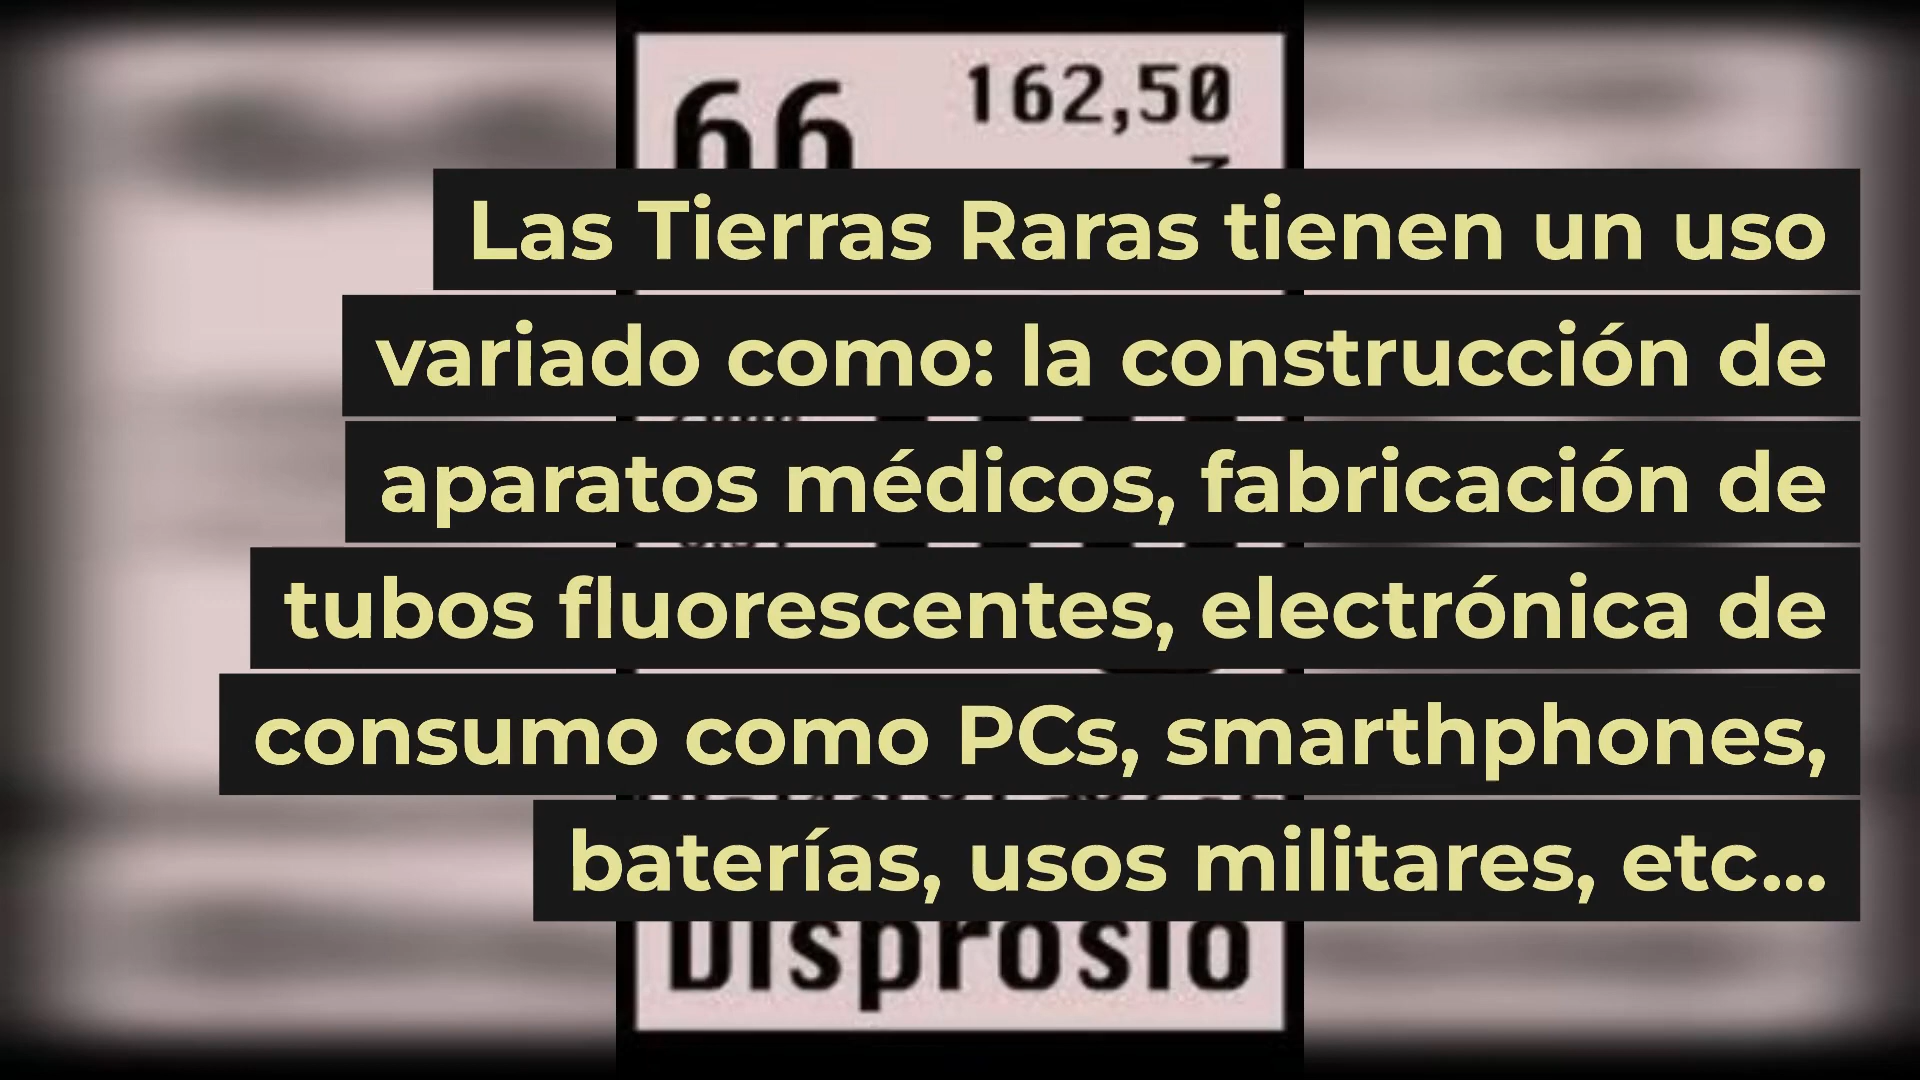 66
162,50
Las Tierras Raras tienen un uso
variado como: la construcción de
aparatos médicos, fabricación de
tubos fluorescentes, electrónica de
consumo como PCs, smarthphones,
baterías, usos militares, etc...
Disprosio